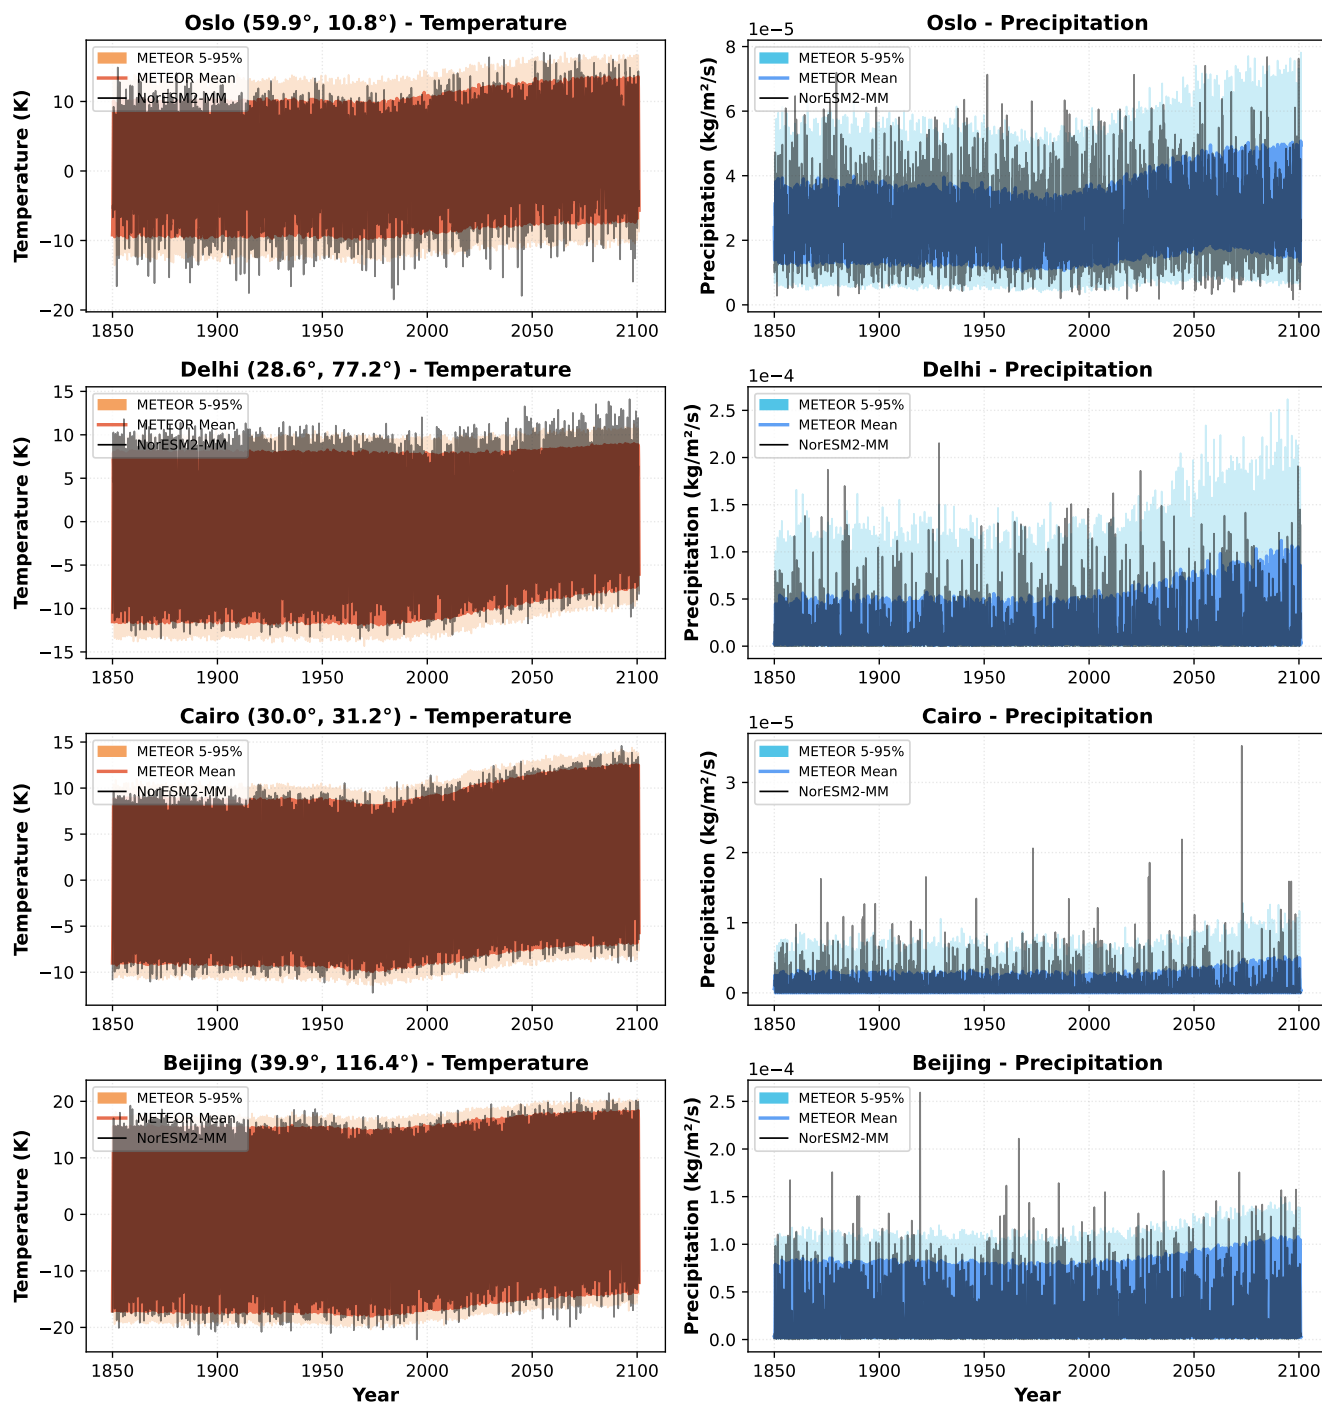 Oslo (59.9°, 10.8°) - Temperature
Temperature (K)
10
0
−10
−20
METEOR 5-95%
METEOR Mean
NorESM2-MM
1850 1900 1950 2000 2050 2100
Oslo - Precipitation
1e−5
Precipitation (kg/m²/s)
8
6
4
2
0
METEOR 5-95%
METEOR Mean
NorESM2-MM
1850 1900 1950 2000 2050 2100
Delhi (28.6°, 77.2°) - Temperature
Temperature (K)
15
10
5
0
−5
−10
−15
METEOR 5-95%
METEOR Mean
NorESM2-MM
1850 1900 1950 2000 2050 2100
Delhi - Precipitation
1e−4
Precipitation (kg/m²/s)
2.5
2.0
1.5
1.0
0.5
0.0
METEOR 5-95%
METEOR Mean
NorESM2-MM
1850 1900 1950 2000 2050 2100
Cairo (30.0°, 31.2°) - Temperature
Temperature (K)
15
10
5
0
−5
−10
METEOR 5-95%
METEOR Mean
NorESM2-MM
1850 1900 1950 2000 2050 2100
Cairo - Precipitation
1e−5
Precipitation (kg/m²/s)
3
2
1
0
METEOR 5-95%
METEOR Mean
NorESM2-MM
1850 1900 1950 2000 2050 2100
Beijing (39.9°, 116.4°) - Temperature
Temperature (K)
20
10
0
−10
−20
METEOR 5-95%
METEOR Mean
NorESM2-MM
1850 1900 1950 2000 2050 2100
Year
Beijing - Precipitation
1e−4
Precipitation (kg/m²/s)
2.5
2.0
1.5
1.0
0.5
0.0
METEOR 5-95%
METEOR Mean
NorESM2-MM
1850 1900 1950 2000 2050 2100
Year